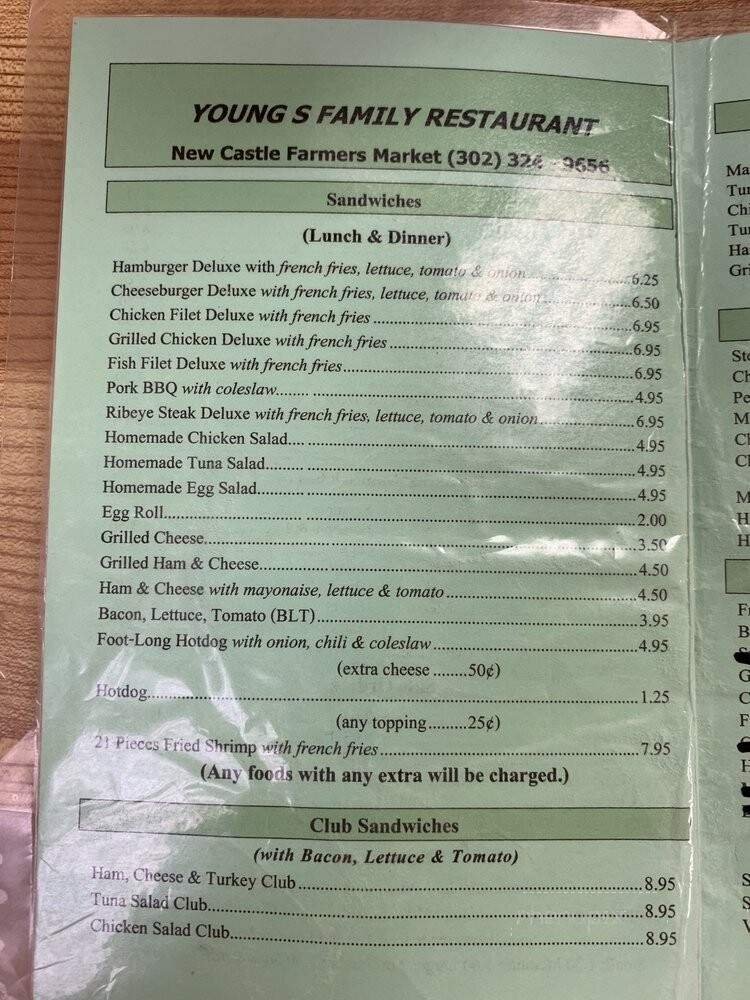 YOUNG S FAMILY RESTAURANT
New Castle Farmers Market (302) 324 - 9656
Sandwiches
(Lunch & Dinner)
Hamburger Deluxe with french fries, lettuce, tomato & onion ... 6.25
Cheeseburger Deluxe with french fries, lettuce, tomato & onion ... 6.50
Chicken Filet Deluxe with french fries ... 6.95
Grilled Chicken Deluxe with french fries ... 6.95
Fish Filet Deluxe with french fries ... 6.95
Pork BBQ with coleslaw ... 4.95
Ribeye Steak Deluxe with french fries, lettuce, tomato & onion ... 6.95
Homemade Chicken Salad ... 4.95
Homemade Tuna Salad ... 4.95
Homemade Egg Salad ... 4.95
Egg Roll ... 2.00
Grilled Cheese ... 3.50
Grilled Ham & Cheese ... 4.50
Ham & Cheese with mayonaise, lettuce & tomato ... 4.50
Bacon, Lettuce, Tomato (BLT) ... 3.95
Foot-Long Hotdog with onion, chili & coleslaw ... 4.95
(extra cheese ........50¢)
Hotdog ... 1.25
(any topping.........25¢)
21 Pieces Fried Shrimp with french fries ... 7.95
(Any foods with any extra will be charged.)
Club Sandwiches
(with Bacon, Lettuce & Tomato)
Ham, Cheese & Turkey Club ... 8.95
Tuna Salad Club ... 8.95
Chicken Salad Club ... 8.95